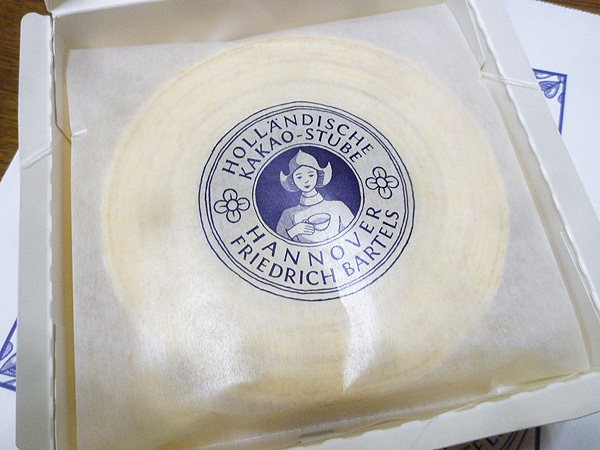 HOLLÄNDISCHE
KAKAO-STUBE
HANNOVER
FRIEDRICH BARTELS